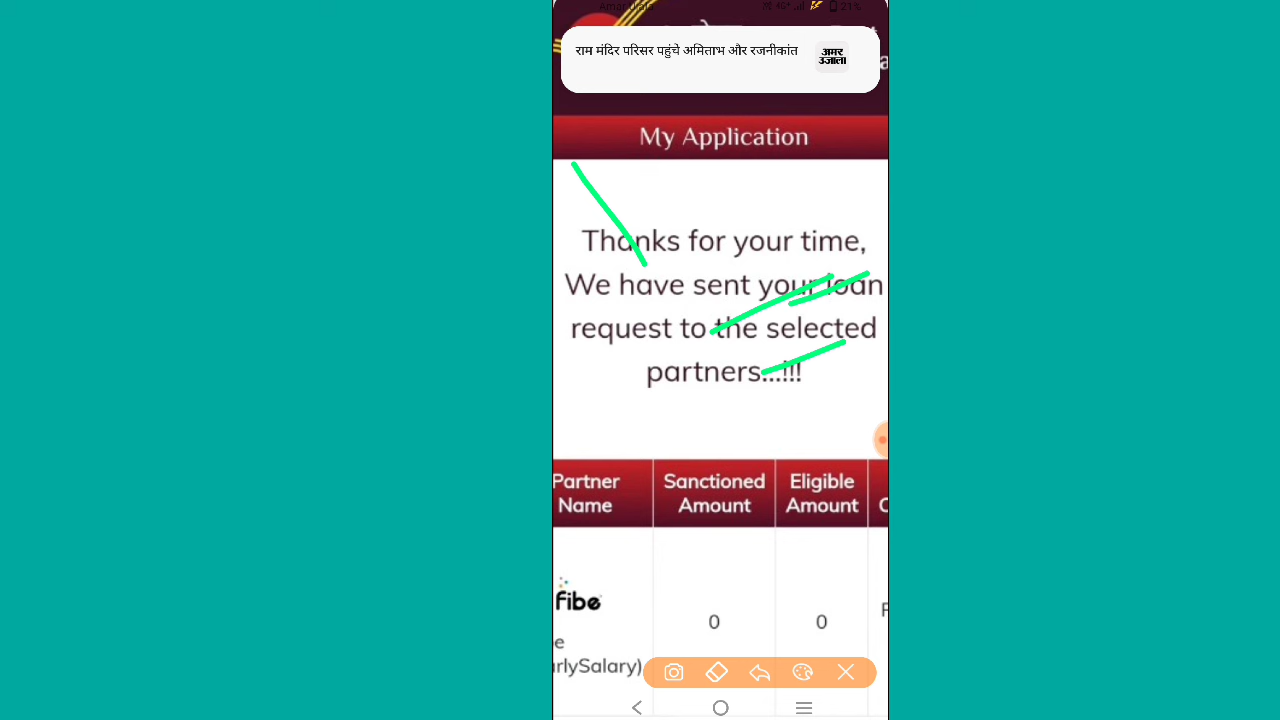 21%
राम मंदिर परिसर पहुंचे अमिताभ और रजनीकांत
अमर
उजाला
My Application
Thanks for your time,
We have sent your loan
request to the selected
partners...!!!
Partner
Name
Sanctioned
Amount
Eligible
Amount
C
fibe
0
0
F
e
arlySalary)